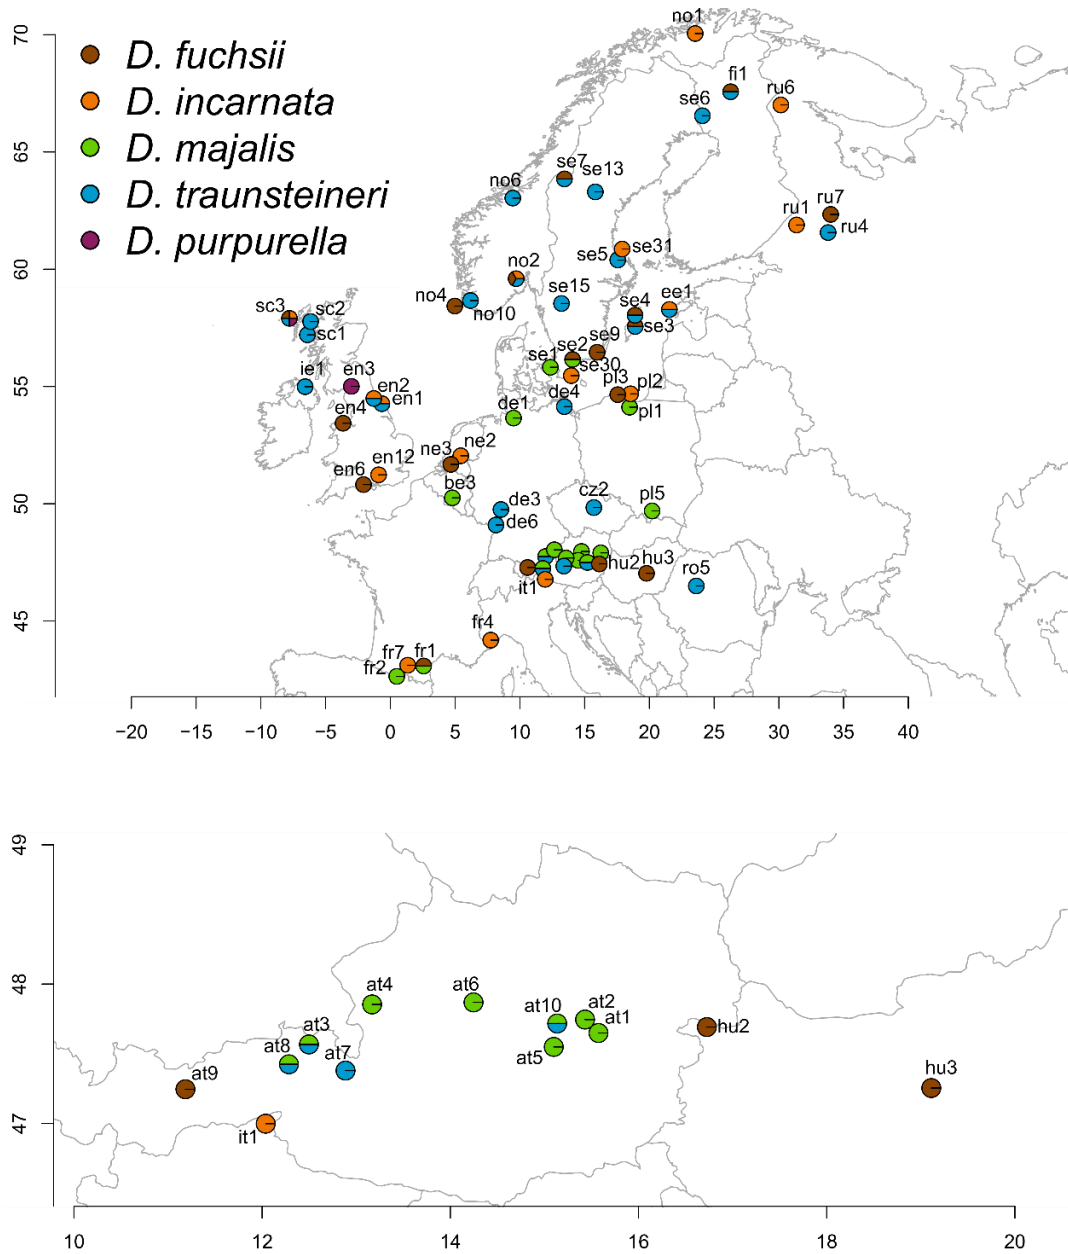 70
65
60
55
50
45
D. fuchsii
D. incarnata
D. majalis
D. traunsteineri
D. purpurella
no1
fi1
ru6
se6
se7
se13
no6
ru7
ru1
ru4
se31
se5
no2
no4
no10
se15
se4
ee1
se3
sc3
sc2
sc1
se9
se2
se1
se30
ie1
en3
en2
en1
en4
pl3
pl2
pl1
de4
de1
ne3
ne2
en12
en6
be3
de3
de6
cz2
pl5
hu2
hu3
ro5
it1
fr4
fr7
fr1
fr2
−20
−15
−10
−5
0
5
10
15
20
25
30
35
40
49
48
47
at4
at6
at10
at2
at1
at5
at3
at8
at7
at9
it1
hu2
hu3
10
12
14
16
18
20